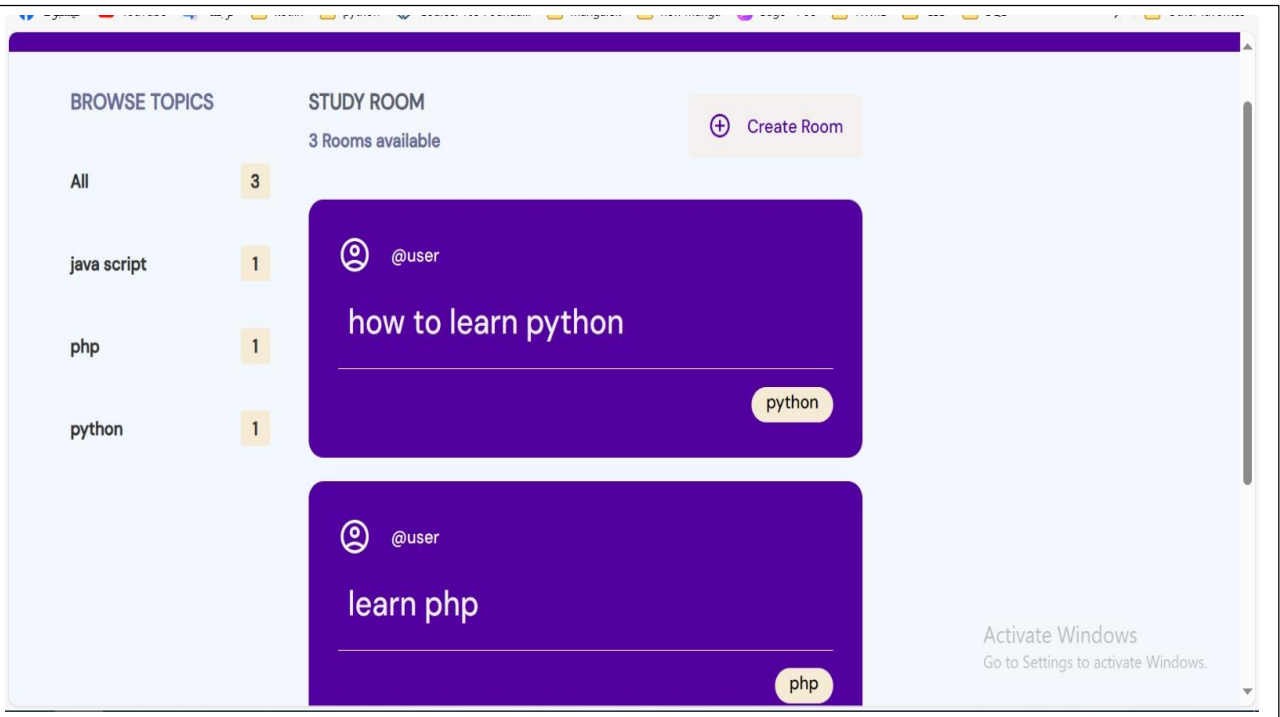 BROWSE TOPICS
All 3
java script 1
php 1
python 1
STUDY ROOM
3 Rooms available
Create Room
@user
how to learn python
python
@user
learn php
php
Activate Windows
Go to Settings to activate Windows.